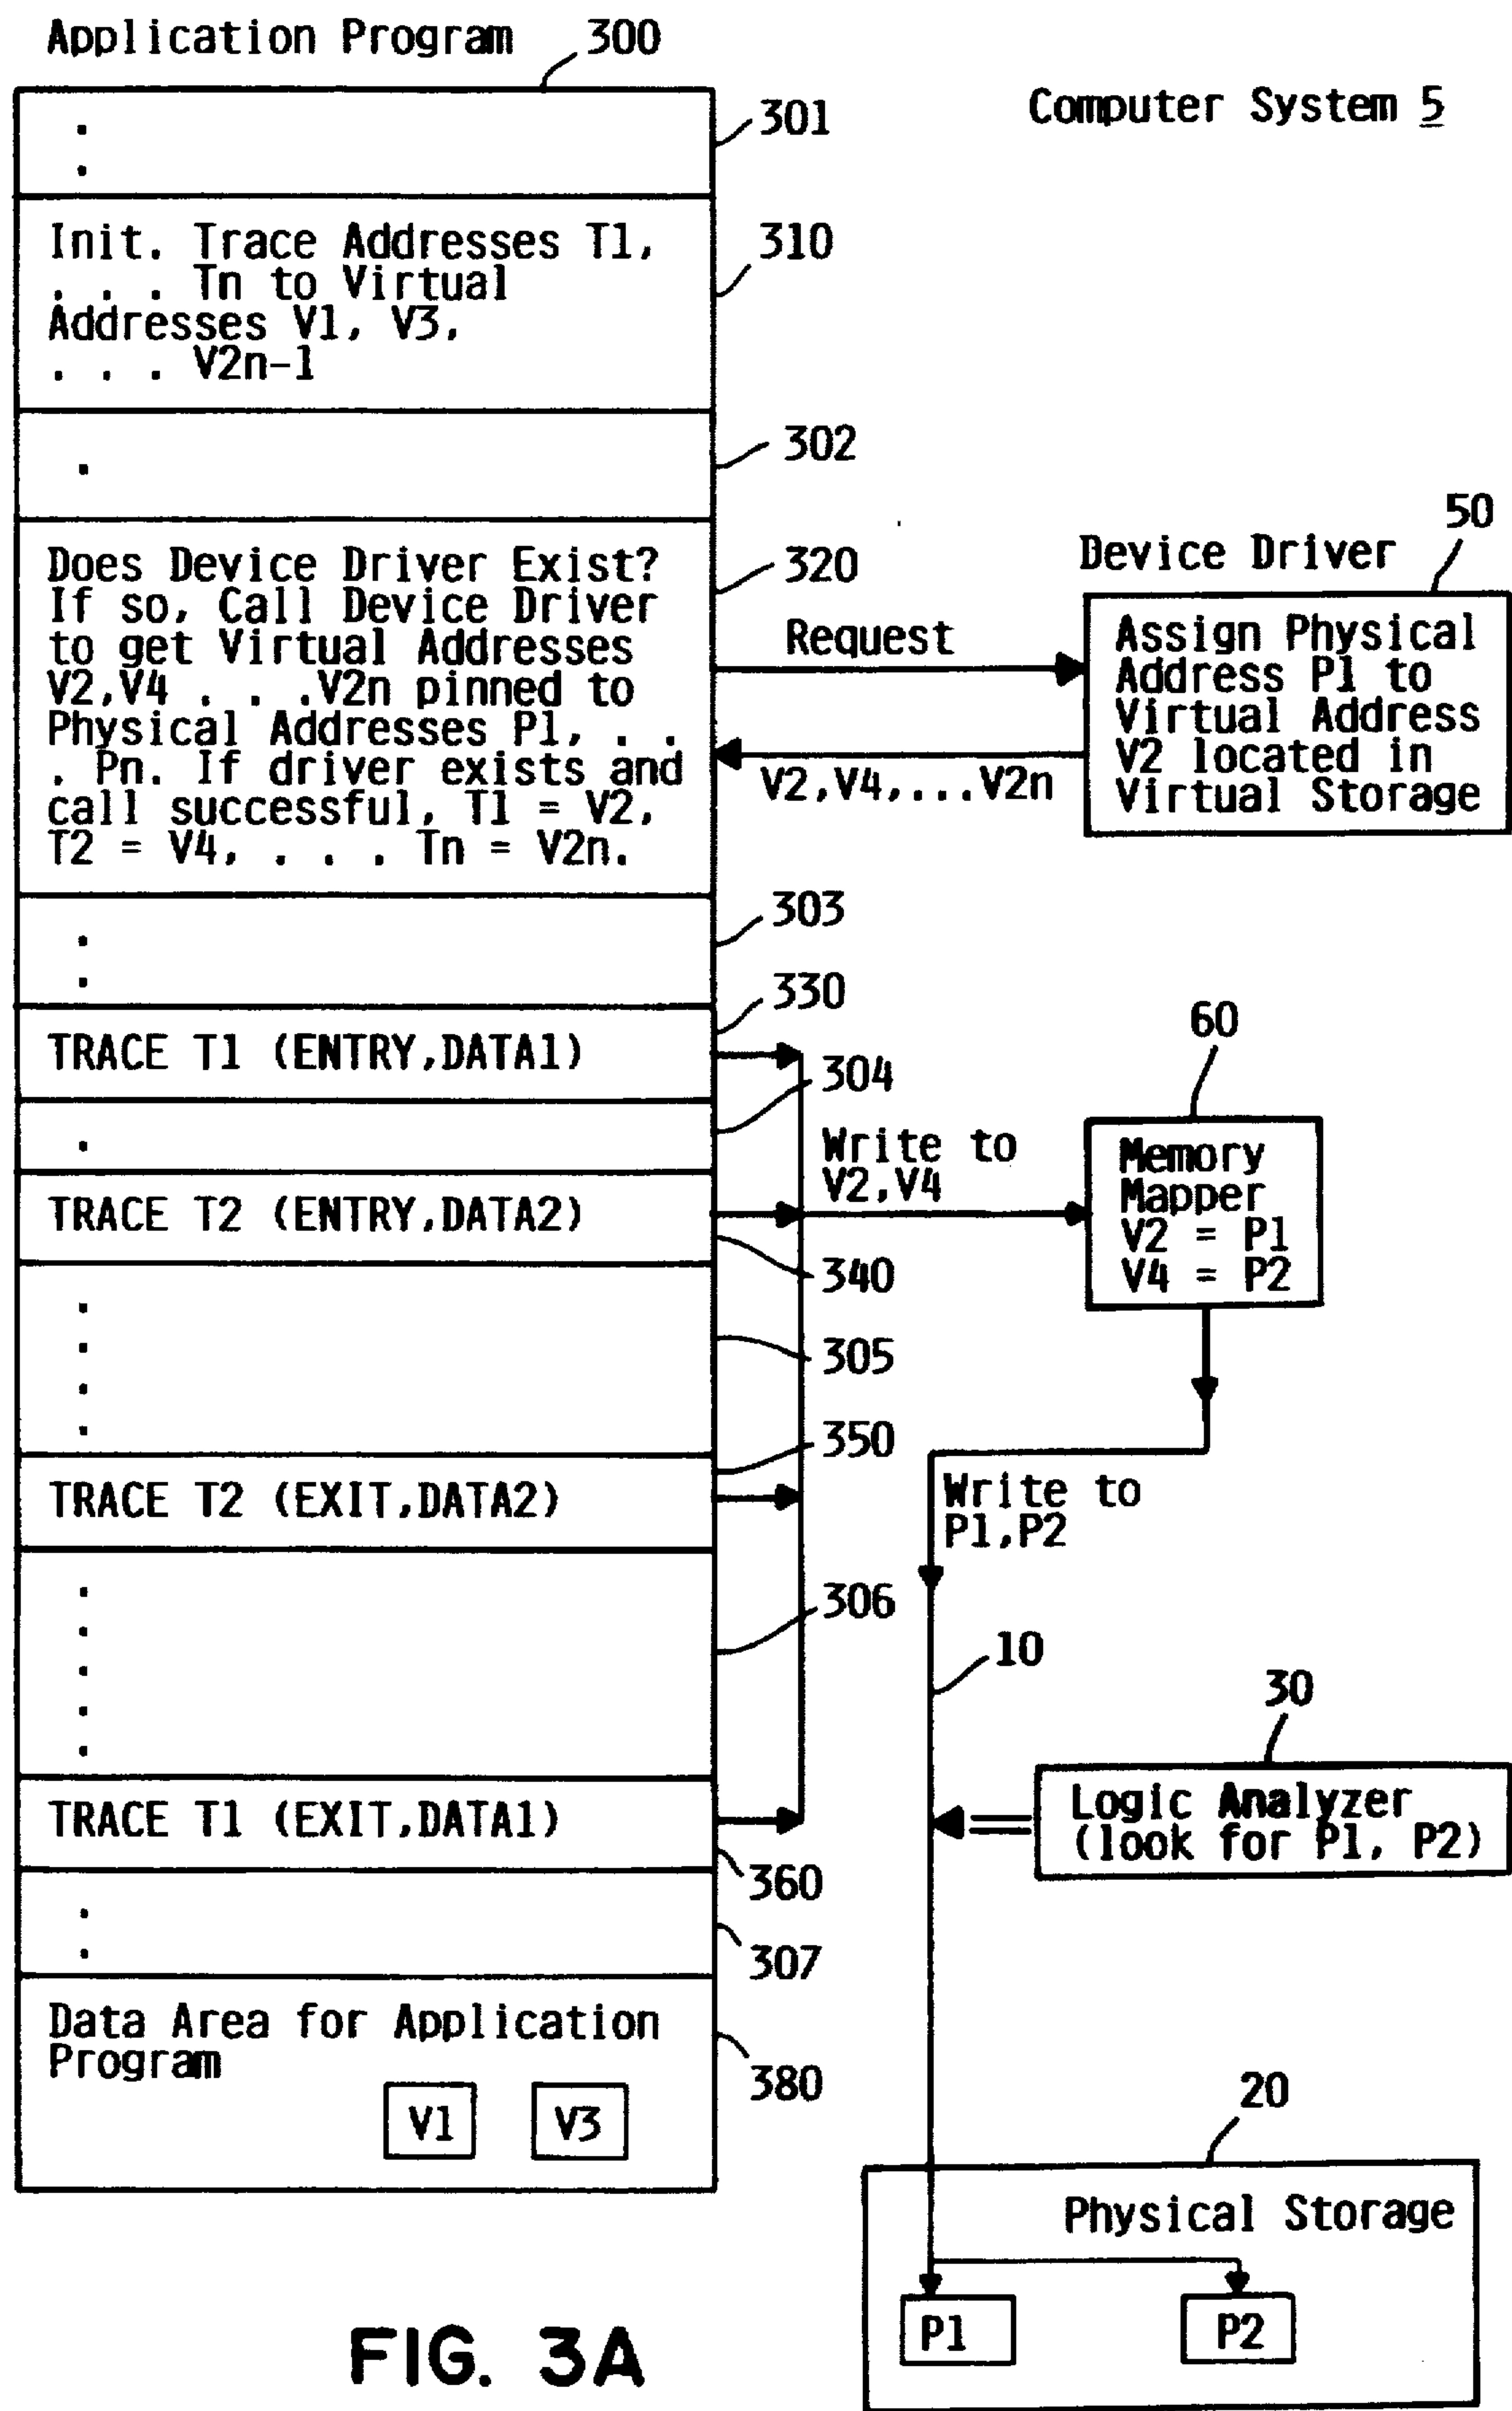 Application Program
300
Computer System 5
301
Init. Trace Addresses T1,
. . . Tn to Virtual
Addresses V1, V3,
. . . V2n-1
310
302
Does Device Driver Exist?
If so, Call Device Driver
to get Virtual Addresses
V2,V4 . . .V2n pinned to
Physical Addresses P1, . .
. Pn. If driver exists and
call successful, T1 = V2,
T2 = V4, . . . Tn = V2n.
320
Request
V2,V4,...V2n
Device Driver
50
Assign Physical
Address P1 to
Virtual Address
V2 located in
Virtual Storage
303
330
TRACE T1 (ENTRY,DATA1)
304
Write to
V2,V4
60
Memory
Mapper
V2 = P1
V4 = P2
TRACE T2 (ENTRY,DATA2)
340
305
350
TRACE T2 (EXIT,DATA2)
Write to
P1,P2
306
10
30
Logic Analyzer
(look for P1, P2)
TRACE T1 (EXIT,DATA1)
360
307
Data Area for Application
Program
380
V1
V3
20
Physical Storage
P1
P2
FIG. 3A